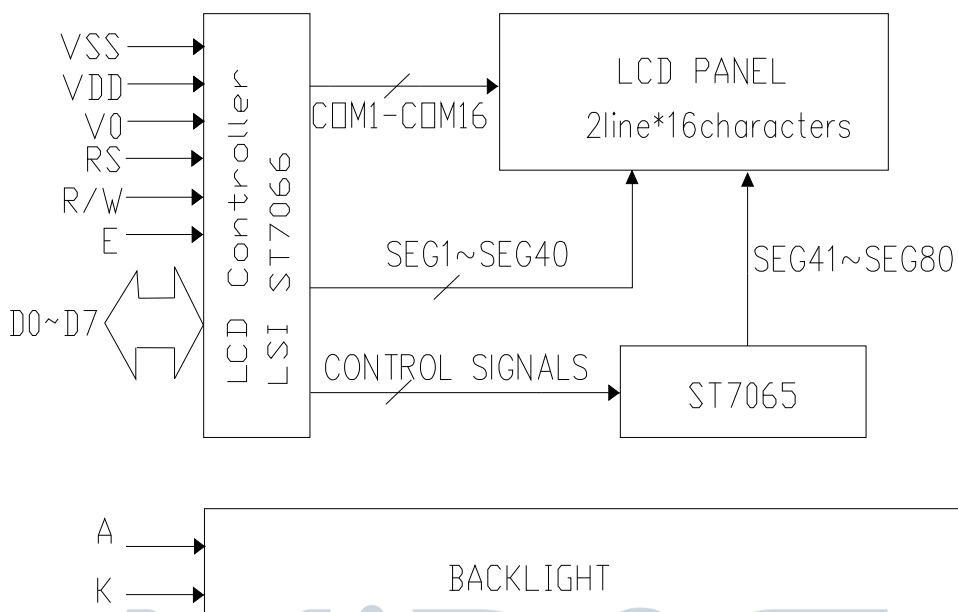 VSS
VDD
V0
RS
R/W
E
D0~D7
LCD Controller
LSI ST7066
COM1-COM16
LCD PANEL
2line*16characters
SEG1~SEG40
SEG41~SEG80
CONTROL SIGNALS
ST7065
A
K
BACKLIGHT